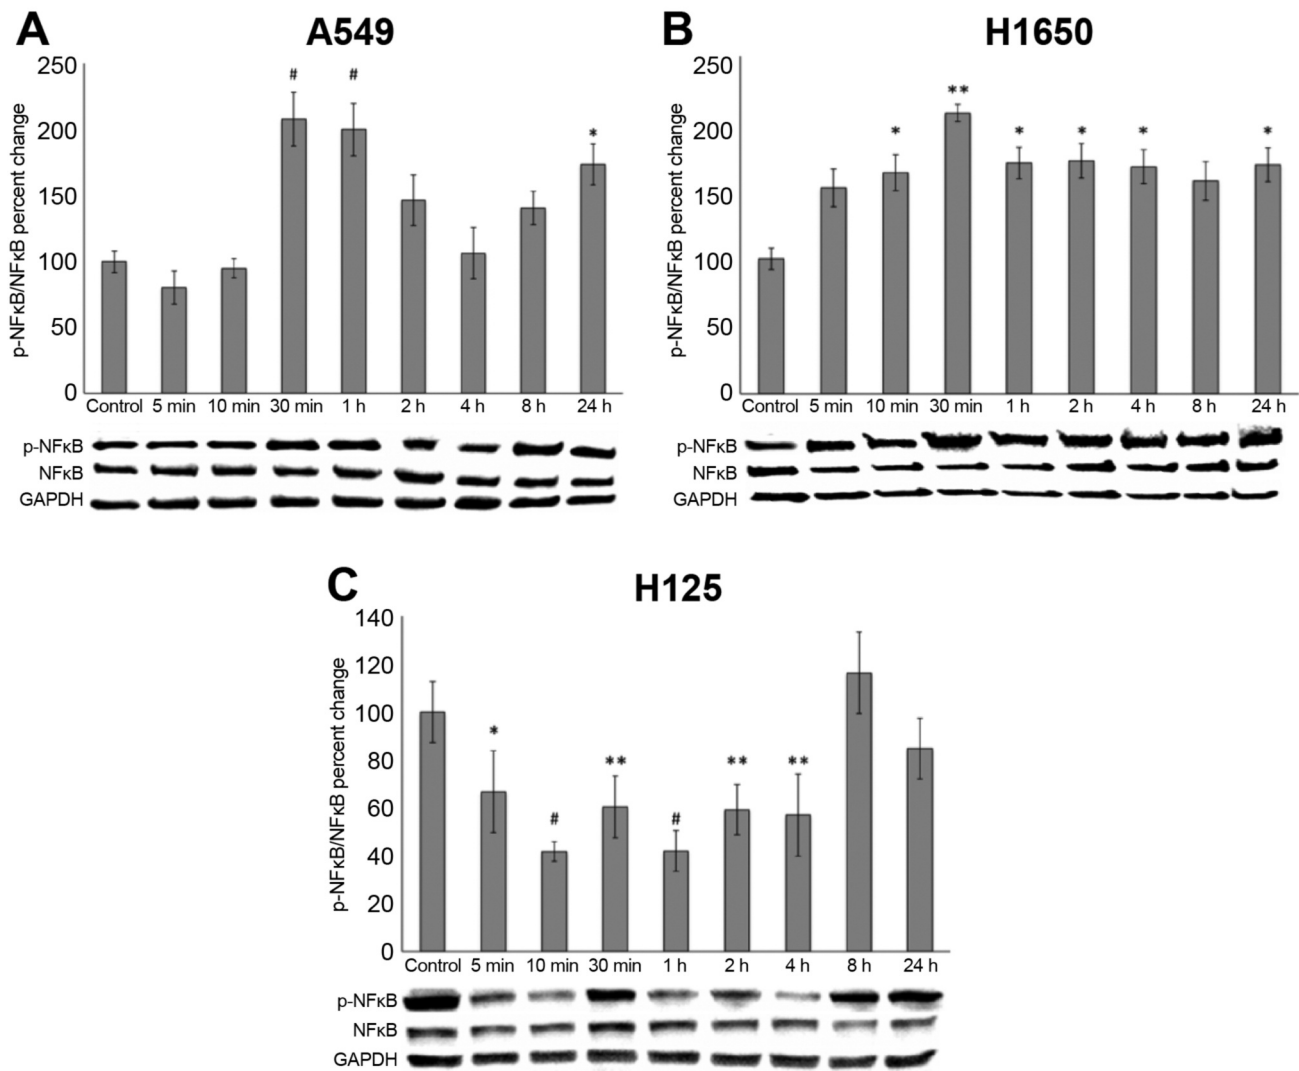 A
A549
p-NFκB/NFκB percent change
250
200
150
100
50
0
#
#
*
Control 5 min 10 min 30 min 1 h 2 h 4 h 8 h 24 h
p-NFκB
NFκB
GAPDH
B
H1650
p-NFκB/NFκB percent change
250
200
150
100
50
0
*
**
*
*
*
*
Control 5 min 10 min 30 min 1 h 2 h 4 h 8 h 24 h
p-NFκB
NFκB
GAPDH
C
H125
p-NFκB/NFκB percent change
140
120
100
80
60
40
20
0
*
#
**
#
**
**
Control 5 min 10 min 30 min 1 h 2 h 4 h 8 h 24 h
p-NFκB
NFκB
GAPDH